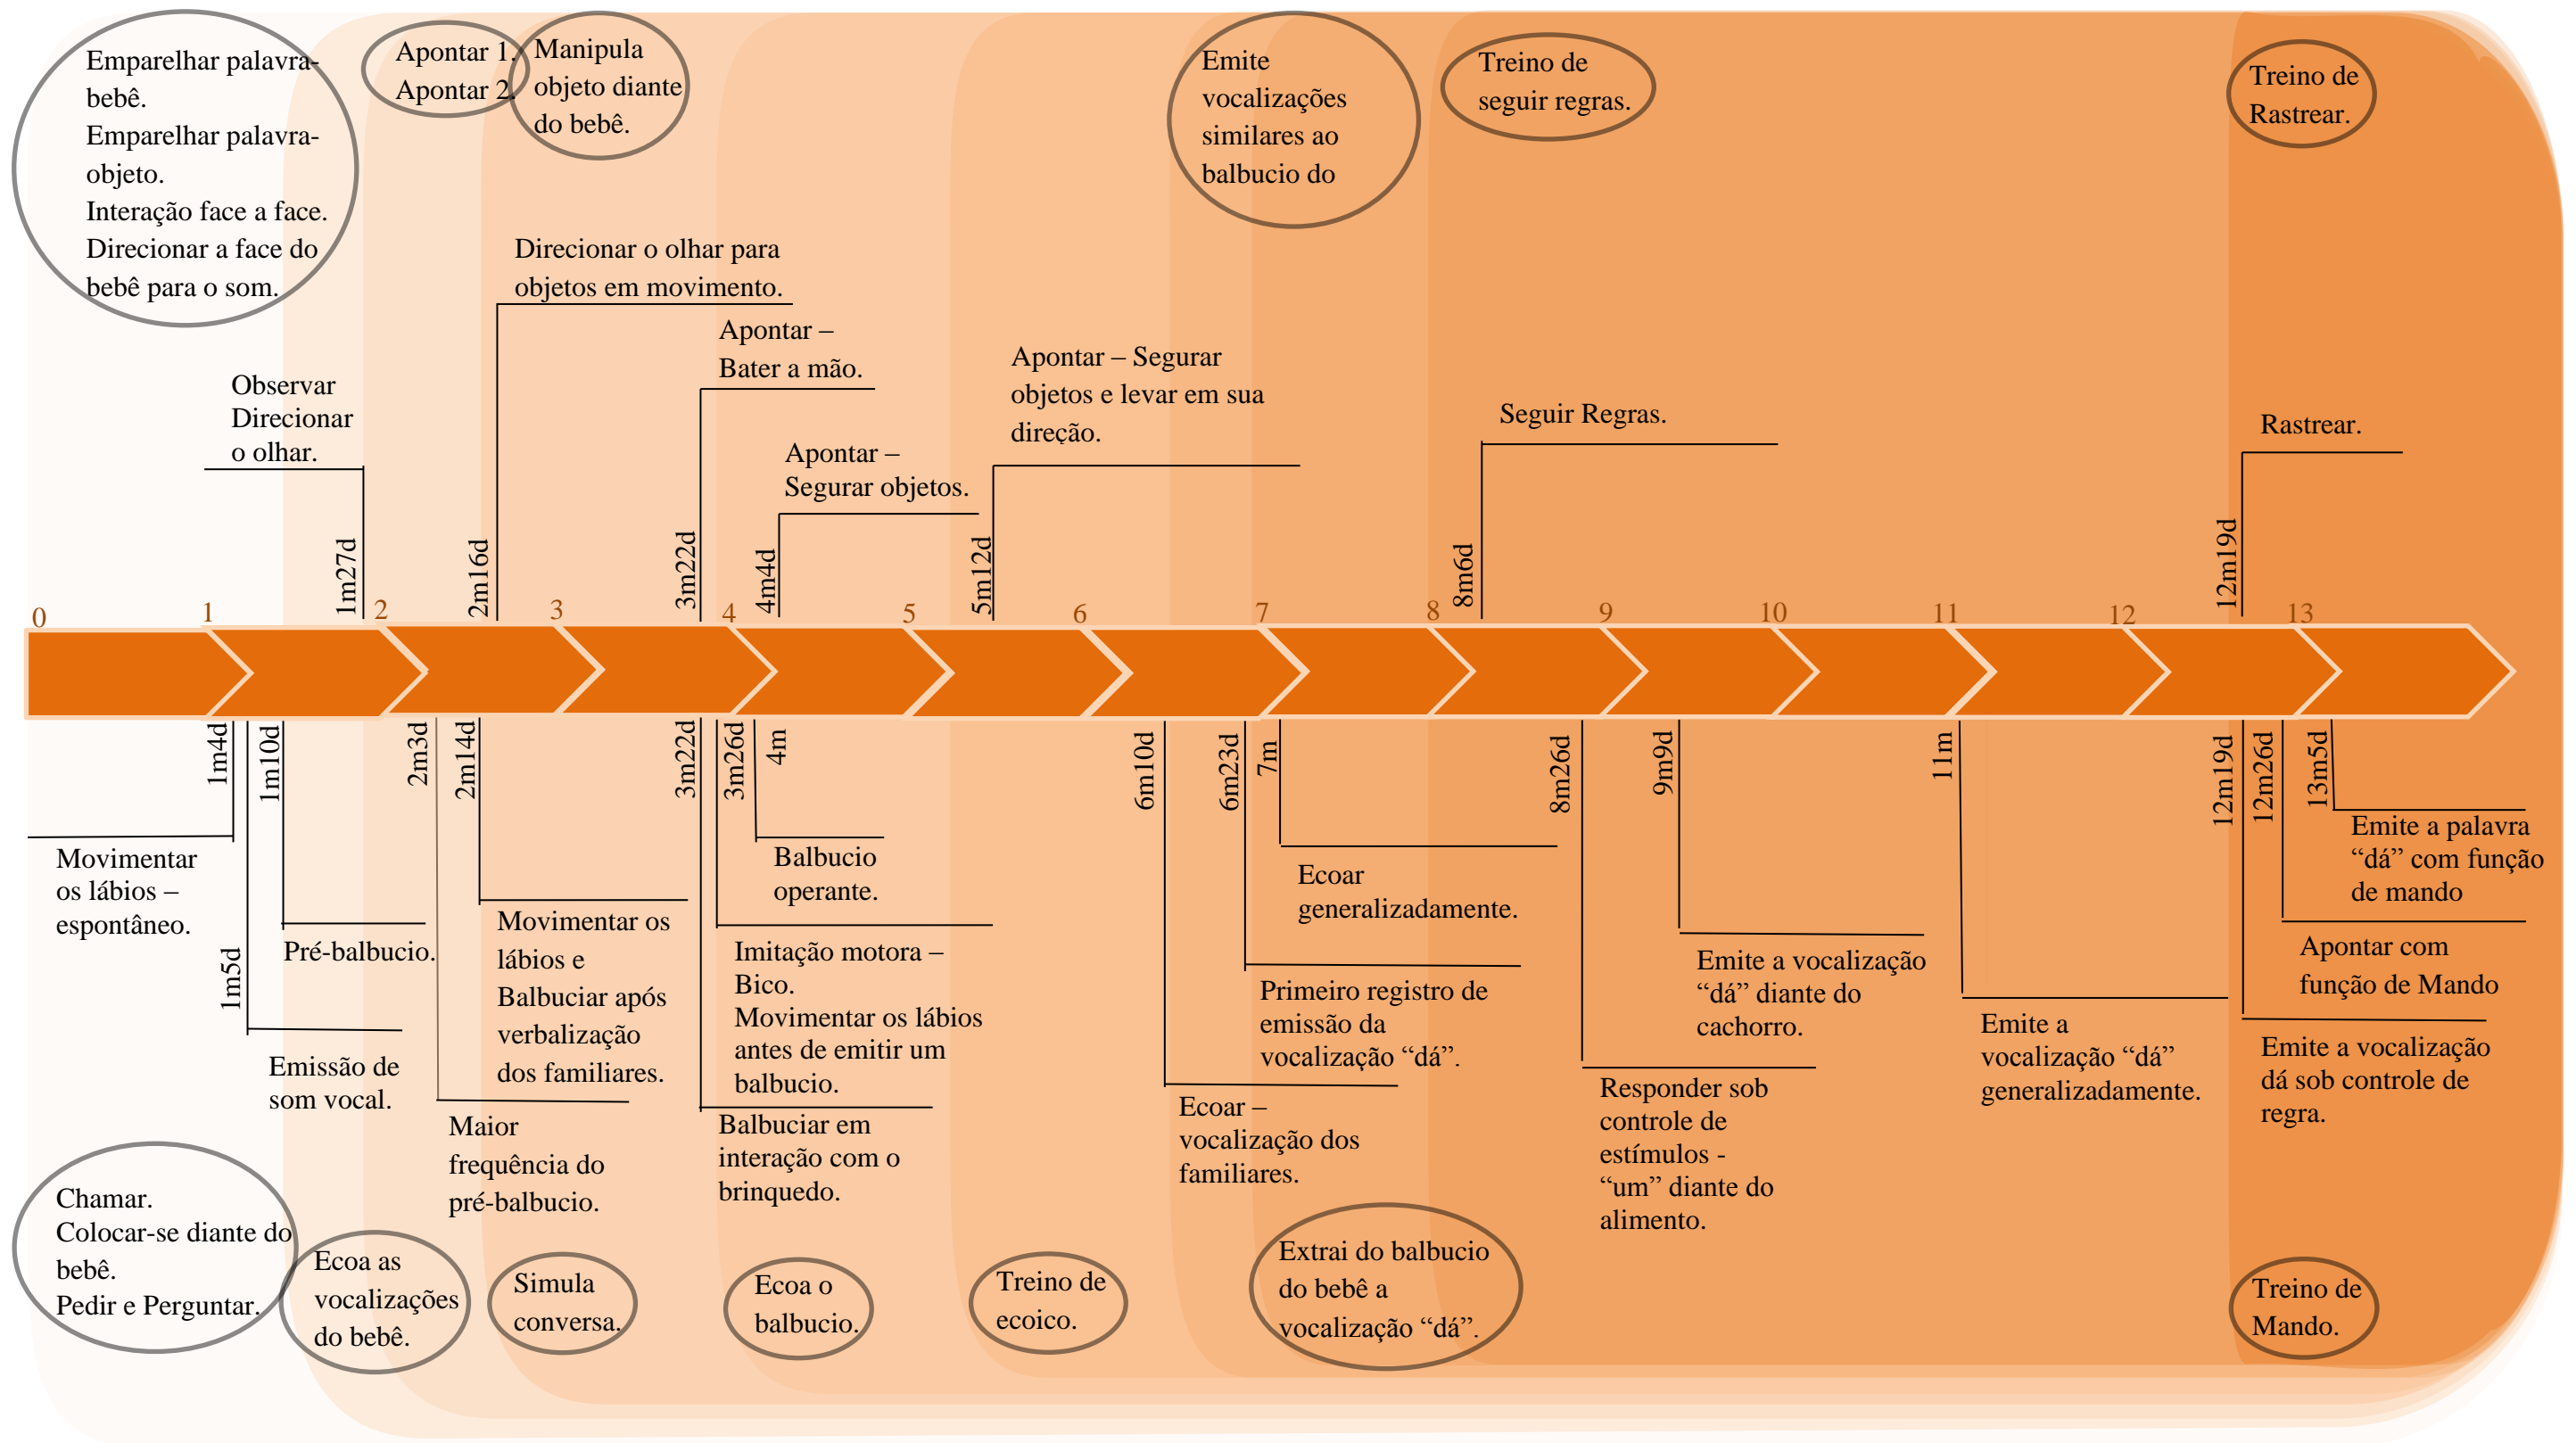 Emparelhar palavra-
bebê.
Emparelhar palavra-
objeto.
Interação face a face.
Direcionar a face do
bebê para o som.
Apontar 1.
Apontar 2.
Manipula
objeto diante
do bebê.
Emite
vocalizações
similares ao
balbucio do
Treino de
seguir regras.
Treino de
Rastrear.
Observar
Direcionar
o olhar.
Direcionar o olhar para
objetos em movimento.
Apontar –
Bater a mão.
Apontar –
Segurar objetos.
Apontar – Segurar
objetos e levar em sua
direção.
Seguir Regras.
Rastrear.
1m27d
2m16d
3m22d
4m4d
5m12d
8m6d
12m19d
0
1
2
3
4
5
6
7
8
9
10
11
12
13
1m4d
1m5d
1m10d
2m3d
2m14d
3m22d
3m26d
4m
6m10d
6m23d
7m
8m26d
9m9d
11m
12m19d
12m26d
13m5d
Movimentar
os lábios –
espontâneo.
Emissão de
som vocal.
Pré-balbucio.
Maior
frequência do
pré-balbucio.
Movimentar os
lábios e
Balbuciar após
verbalização
dos familiares.
Balbuciar em
interação com o
brinquedo.
Imitação motora –
Bico.
Movimentar os lábios
antes de emitir um
balbucio.
Balbucio
operante.
Ecoar –
vocalização dos
familiares.
Primeiro registro de
emissão da
vocalização “dá”.
Ecoar
generalizadamente.
Responder sob
controle de
estímulos -
“um” diante do
alimento.
Emite a vocalização
“dá” diante do
cachorro.
Emite a
vocalização “dá”
generalizadamente.
Emite a vocalização
dá sob controle de
regra.
Apontar com
função de Mando
Emite a palavra
“dá” com função
de mando
Chamar.
Colocar-se diante do
bebê.
Pedir e Perguntar.
Ecoa as
vocalizações
do bebê.
Simula
conversa.
Ecoa o
balbucio.
Treino de
ecoico.
Extrai do balbucio
do bebê a
vocalização “dá”.
Treino de
Mando.